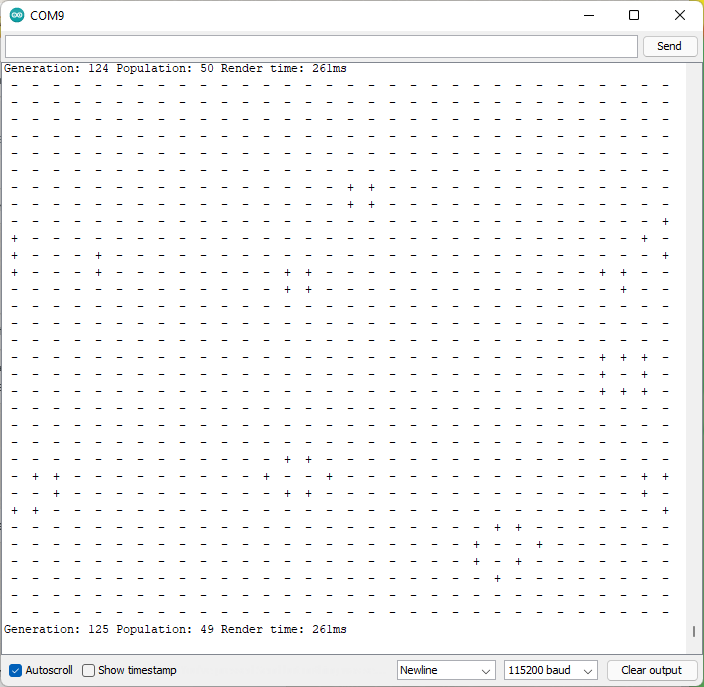 COM9
Send
Generation: 124 Population: 50 Render time: 261ms
- - - - - - - - - - - - - - - - - - - - - - - - - - - - - - - -
- - - - - - - - - - - - - - - - - - - - - - - - - - - - - - - -
- - - - - - - - - - - - - - - - - - - - - - - - - - - - - - - -
- - - - - - - - - - - - - - - - - - - - - - - - - - - - - - - -
- - - - - - - - - - - - - - - - - - - - - - - - - - - - - - - -
- - - - - - - - - - - - - - - - - - - - - - - - - - - - - - - -
- - - - - - - - - - - - - - - - + + - - - - - - - - - - - - - -
- - - - - - - - - - - - - - - - + + - - - - - - - - - - - - - -
- - - - - - - - - - - - - - - - - - - - - - - - - - - - - - - +
+ - - - - - - - - - - - - - - - - - - - - - - - - - - - - - + -
+ - - - + - - - - - - - - - - - - - - - - - - - - - - - - - - +
+ - - - + - - - - - - - - + + - - - - - - - - - - - - - + + - -
- - - - - - - - - - - - - + + - - - - - - - - - - - - - - + - -
- - - - - - - - - - - - - - - - - - - - - - - - - - - - - - - -
- - - - - - - - - - - - - - - - - - - - - - - - - - - - - - - -
- - - - - - - - - - - - - - - - - - - - - - - - - - - - - - - -
- - - - - - - - - - - - - - - - - - - - - - - - - - - - + + + -
- - - - - - - - - - - - - - - - - - - - - - - - - - - - + - + -
- - - - - - - - - - - - - - - - - - - - - - - - - - - - + + + -
- - - - - - - - - - - - - - - - - - - - - - - - - - - - - - - -
- - - - - - - - - - - - - - - - - - - - - - - - - - - - - - - -
- - - - - - - - - - - - - - - - - - - - - - - - - - - - - - - -
- - - - - - - - - - - - - + + - - - - - - - - - - - - - - - - -
- + + - - - - - - - - - + - - + - - - - - - - - - - - - - - + +
- - + - - - - - - - - - - + + - - - - - - - - - - - - - - - + -
+ + - - - - - - - - - - - - - - - - - - - - - - - - - - - - - +
- - - - - - - - - - - - - - - - - - - - - - - + + - - - - - - -
- - - - - - - - - - - - - - - - - - - - - - + - - + - - - - - -
- - - - - - - - - - - - - - - - - - - - - - + - + - - - - - - -
- - - - - - - - - - - - - - - - - - - - - - - + - - - - - - - -
- - - - - - - - - - - - - - - - - - - - - - - - - - - - - - - -
- - - - - - - - - - - - - - - - - - - - - - - - - - - - - - - -
Generation: 125 Population: 49 Render time: 261ms
Autoscroll Show timestamp Newline 115200 baud Clear output